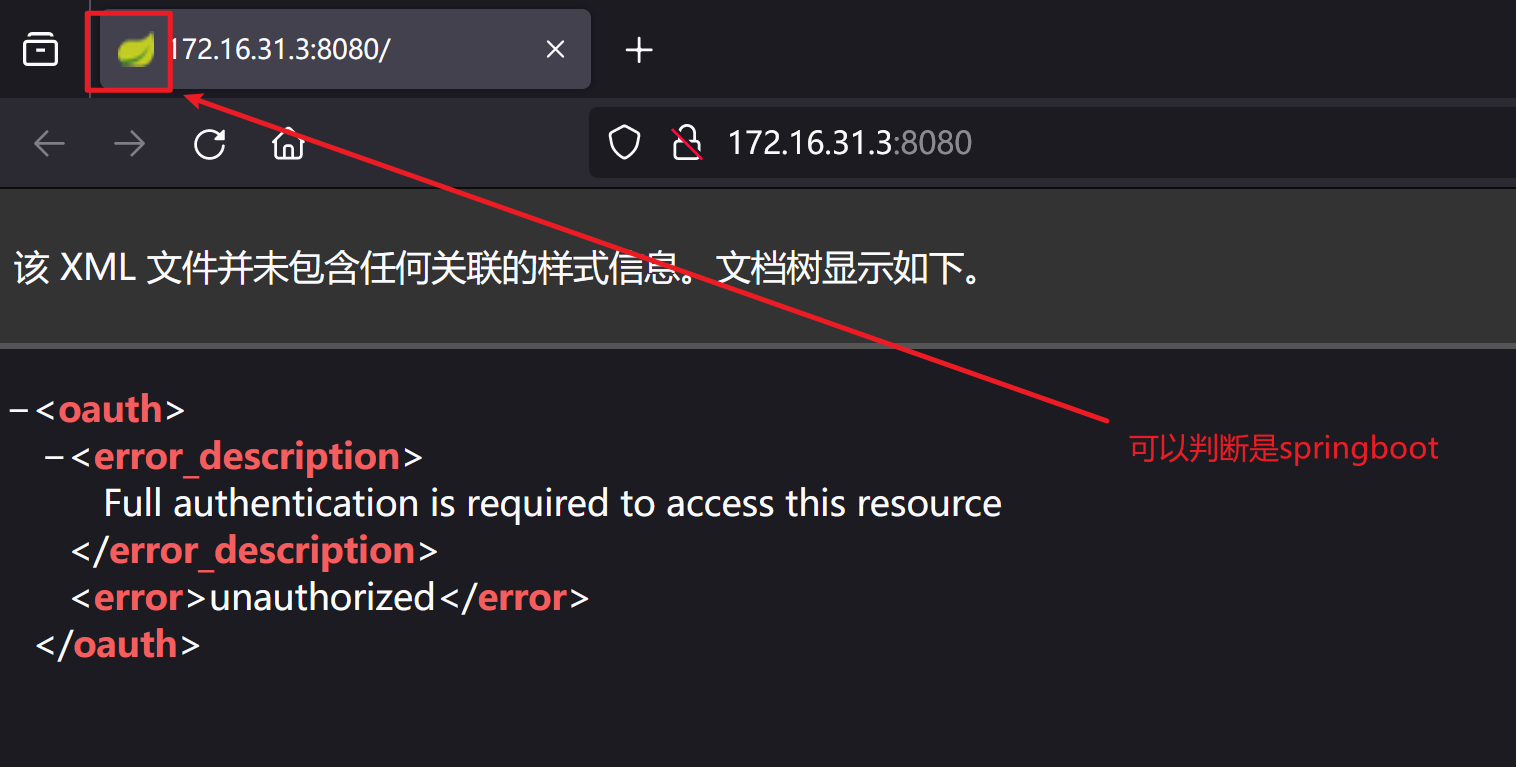 172.16.31.3:8080/
172.16.31.3:8080
该 XML 文件并未包含任何关联的样式信息。文档树显示如下。
−<oauth>
−<error_description>
Full authentication is required to access this resource
</error_description>
<error>unauthorized</error>
</oauth>
可以判断是springboot